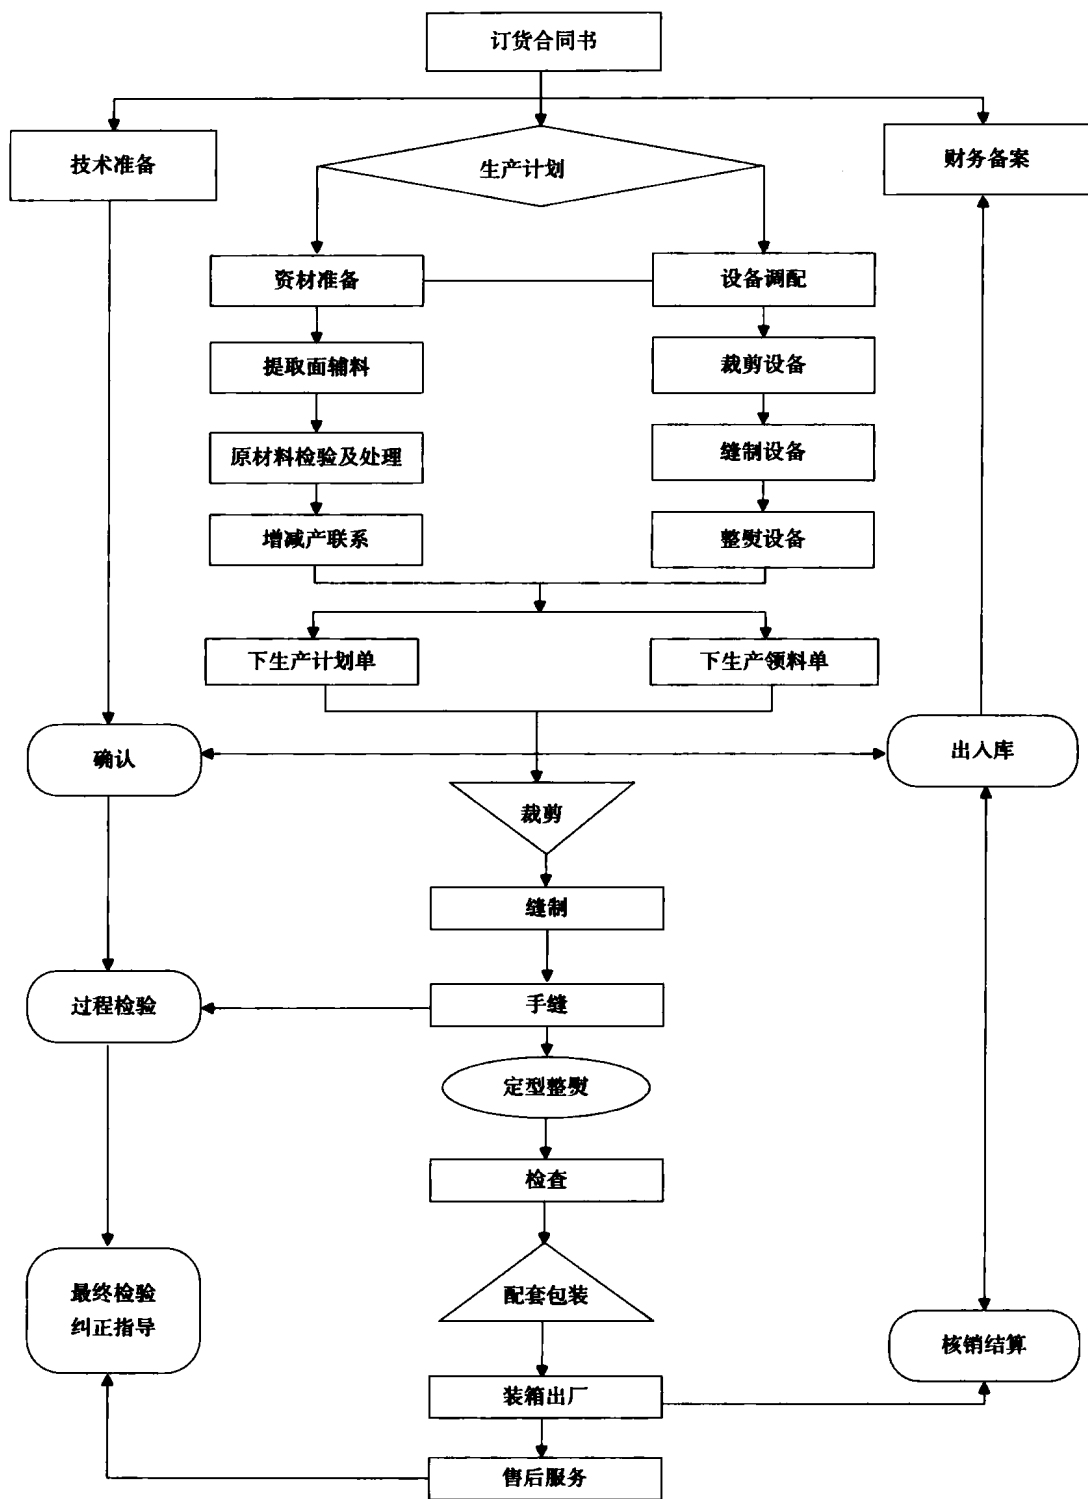 订货合同书
技术准备
生产计划
财务备案
资材准备
设备调配
提取面辅料
裁剪设备
原材料检验及处理
缝制设备
增减产联系
整熨设备
下生产计划单
下生产领料单
确认
出入库
裁剪
缝制
过程检验
手缝
定型整熨
检查
最终检验
纠正指导
配套包装
核销结算
装箱出厂
售后服务